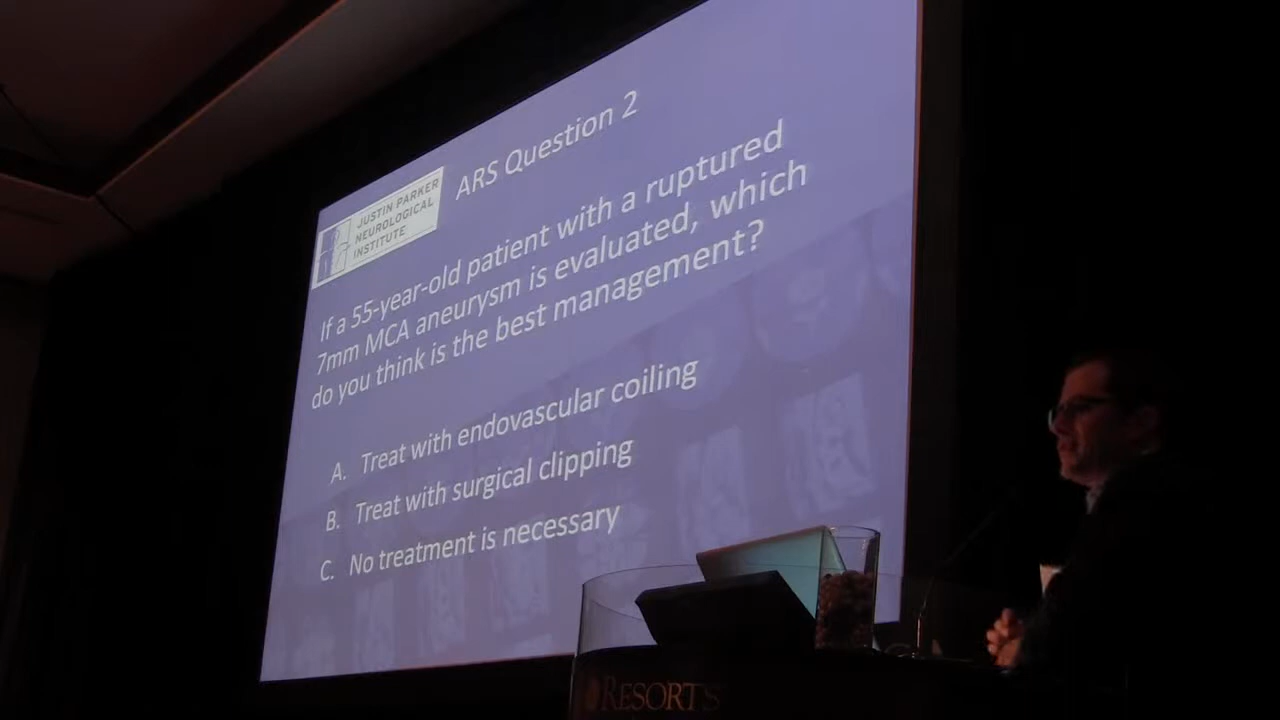 ARS Question 2
JUSTIN PARKER
NEUROLOGICAL
INSTITUTE
If a 55-year-old patient with a ruptured
7mm MCA aneurysm is evaluated, which
do you think is the best management?
A. Treat with endovascular coiling
B. Treat with surgical clipping
C. No treatment is necessary
RESORTS